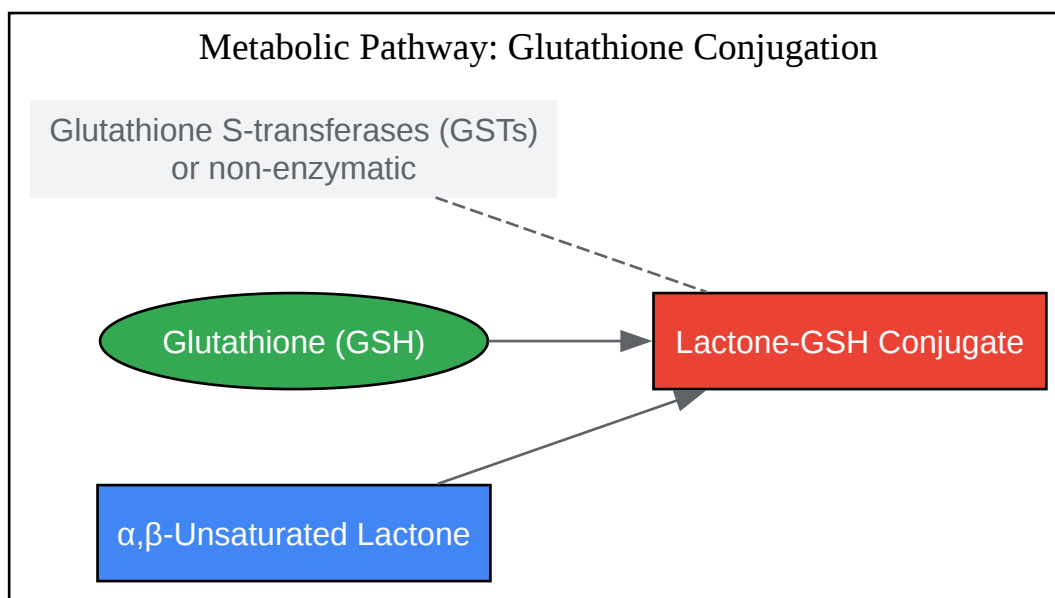 Metabolic Pathway: Glutathione Conjugation
Glutathione S-transferases (GSTs)
or non-enzymatic
Glutathione (GSH)
Lactone-GSH Conjugate
α,β-Unsaturated Lactone